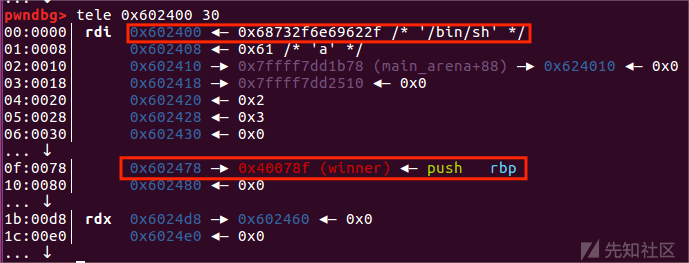 pwndbg> tele 0x602400 30
00:0000│ rdi 0x602400 ◂— 0x68732f6e69622f /* '/bin/sh' */
01:0008│ 0x602408 ◂— 0x61 /* 'a' */
02:0010│ 0x602410 —▸ 0x7ffff7dd1b78 (main_arena+88) —▸ 0x624010 ◂— 0x0
03:0018│ 0x602418 —▸ 0x7ffff7dd2510 ◂— 0x0
04:0020│ 0x602420 ◂— 0x2
05:0028│ 0x602428 ◂— 0x3
06:0030│ 0x602430 ◂— 0x0
... ↓
0f:0078│ 0x602478 —▸ 0x40078f (winner) ◂— push rbp
10:0080│ 0x602480 ◂— 0x0
... ↓
1b:00d8│ rdx 0x6024d8 —▸ 0x602460 ◂— 0x0
1c:00e0│ 0x6024e0 ◂— 0x0
... ↓
先知社区